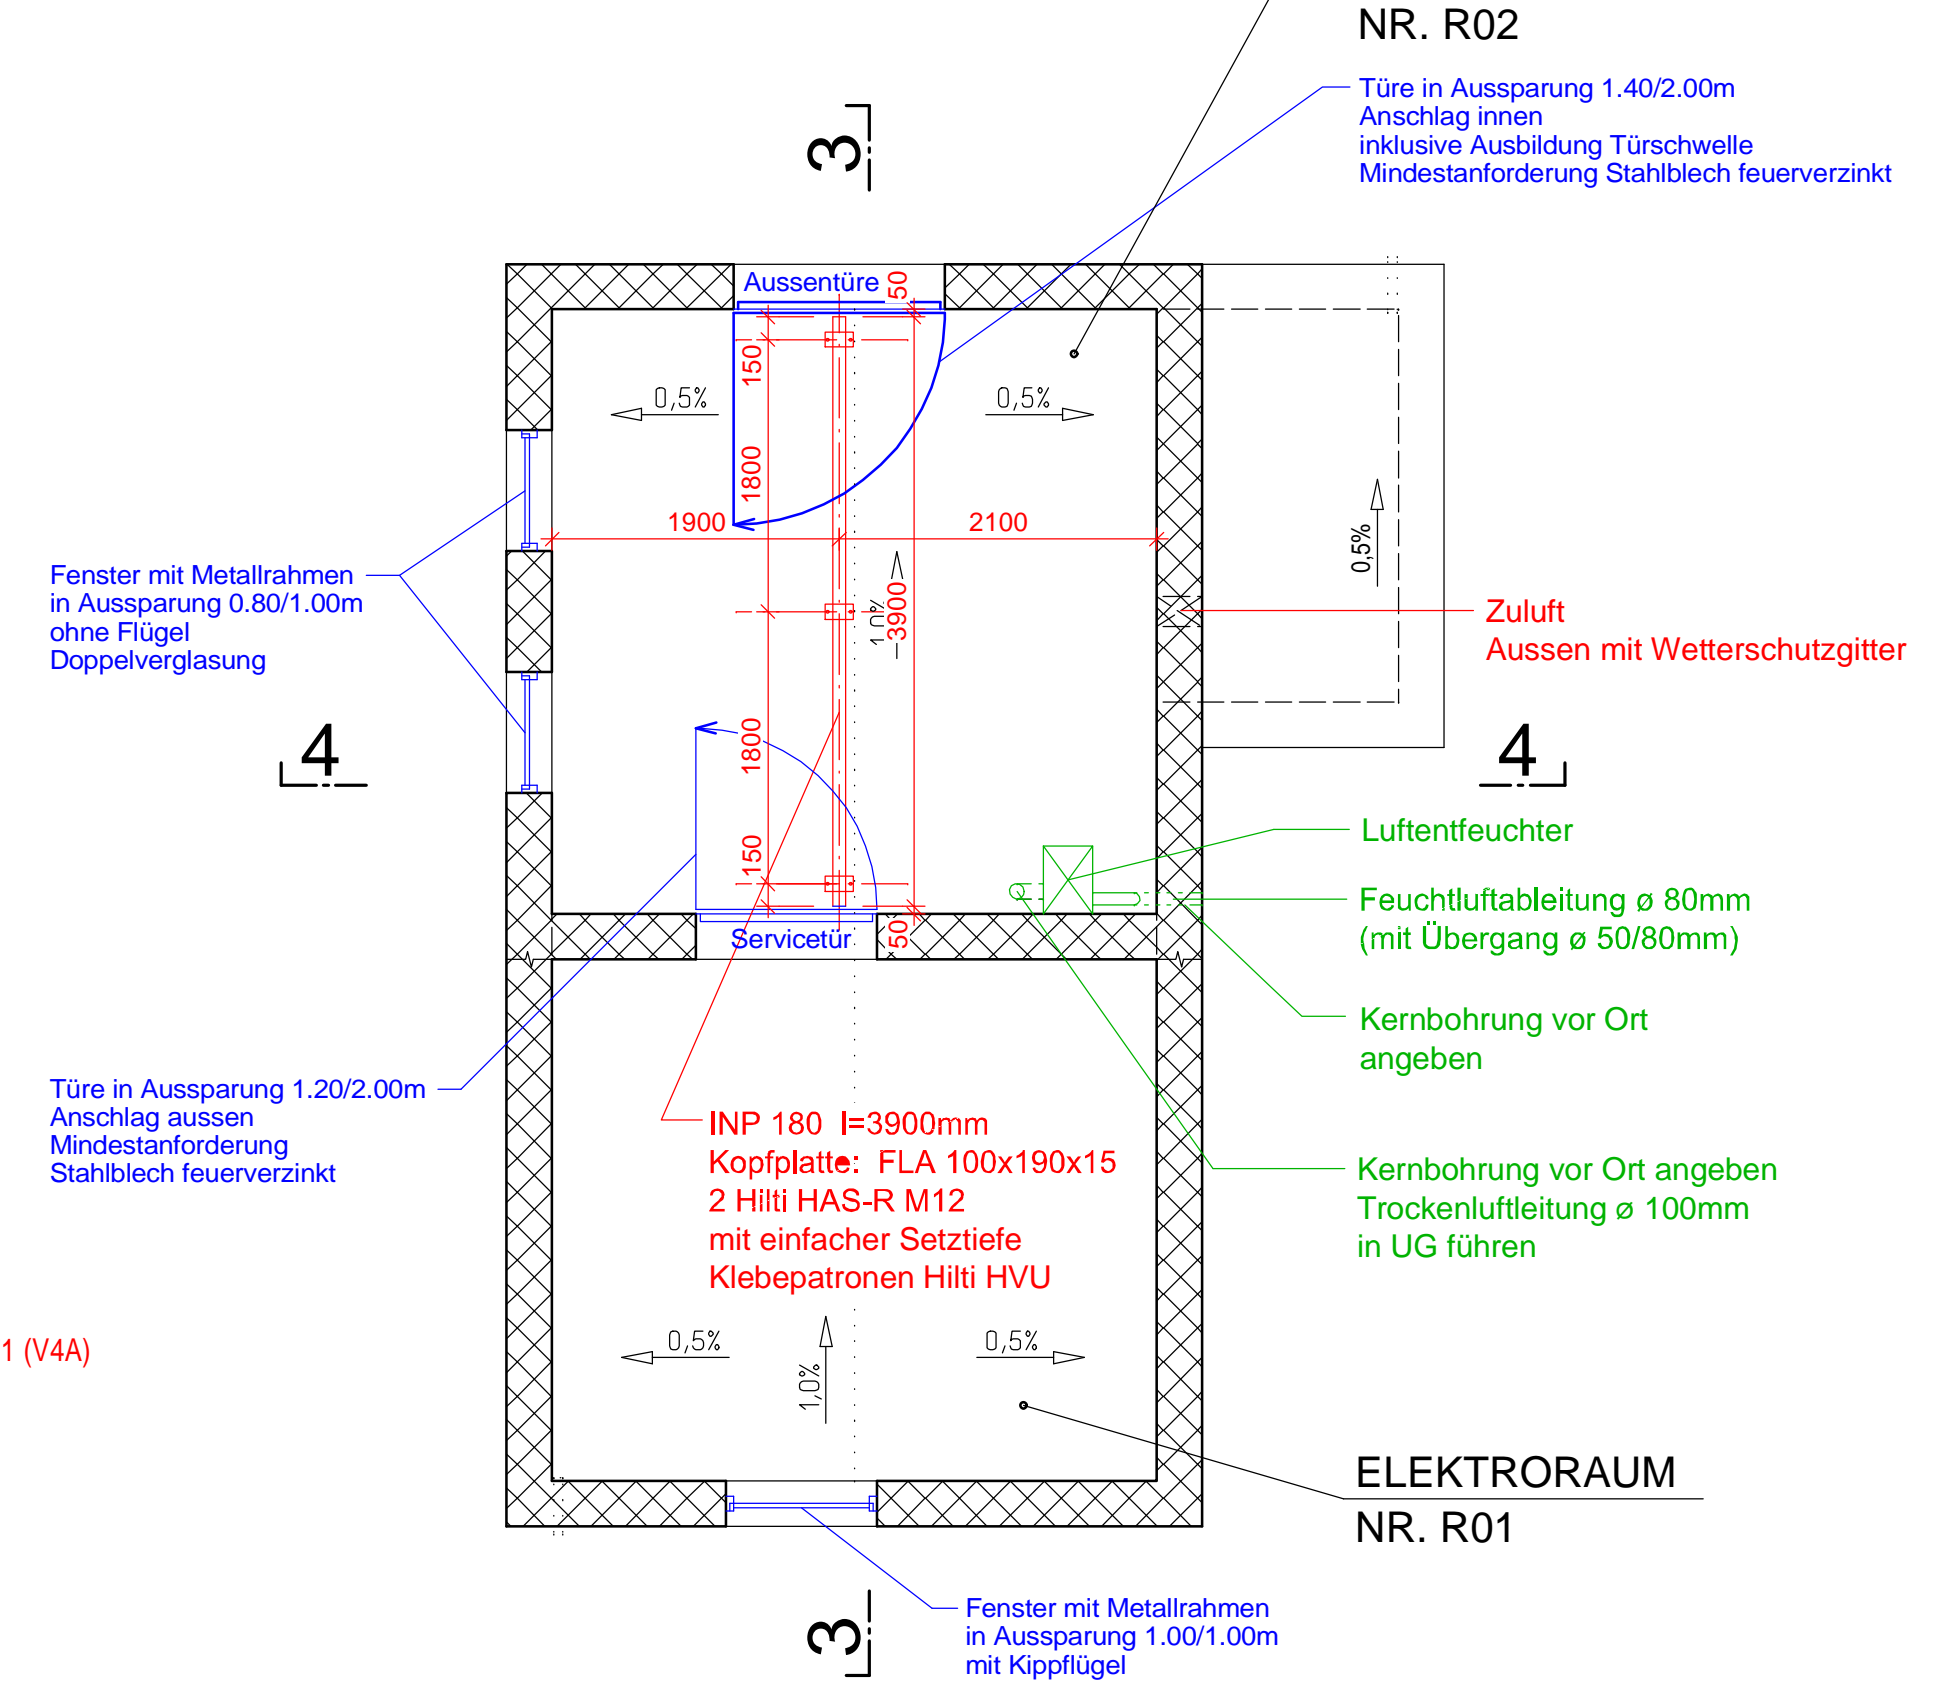 NR. R02
Türe in Aussparung 1.40/2.00m
Anschlag innen
inklusive Ausbildung Türschwelle
Mindestanforderung Stahlblech feuerverzinkt
3
Aussentüre
50
150
0,5%
0,5%
1800
1900
2100
0,5%
1,0%
3900
Fenster mit Metallrahmen
in Aussparung 0.80/1.00m
ohne Flügel
Doppelverglasung
Zuluft
Aussen mit Wetterschutzgitter
4
4
1800
150
Luftentfeuchter
Feuchtluftableitung ø 80mm
(mit Übergang ø 50/80mm)
Servicetür
50
Kernbohrung vor Ort
angeben
Türe in Aussparung 1.20/2.00m
Anschlag aussen
Mindestanforderung
Stahlblech feuerverzinkt
INP 180 l=3900mm
Kopfplatte: FLA 100x190x15
2 Hilti HAS-R M12
mit einfacher Setztiefe
Klebepatronen Hilti HVU
Kernbohrung vor Ort angeben
Trockenluftleitung ø 100mm
in UG führen
1 (V4A)
0,5%
0,5%
1,0%
ELEKTRORAUM
NR. R01
3
Fenster mit Metallrahmen
in Aussparung 1.00/1.00m
mit Kippflügel